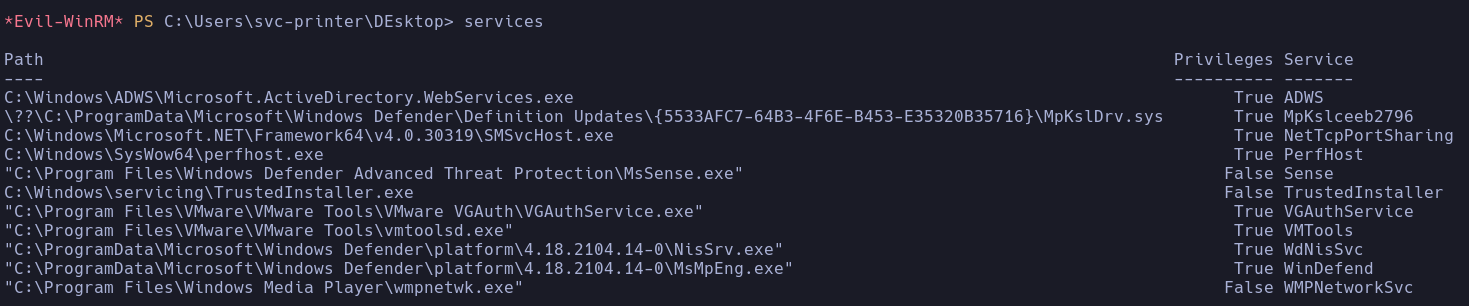 *Evil-WinRM* PS C:\Users\svc-printer\DEsktop> services
Path Privileges Service
---- ---------- -------
C:\Windows\ADWS\Microsoft.ActiveDirectory.WebServices.exe True ADWS
\??\C:\ProgramData\Microsoft\Windows Defender\Definition Updates\{5533AFC7-64B3-4F6E-B453-E35320B35716}\MpKslDrv.sys True MpKslceeb2796
C:\Windows\Microsoft.NET\Framework64\v4.0.30319\SMSvcHost.exe True NetTcpPortSharing
C:\Windows\SysWow64\perfhost.exe True PerfHost
"C:\Program Files\Windows Defender Advanced Threat Protection\MsSense.exe" False Sense
C:\Windows\servicing\TrustedInstaller.exe False TrustedInstaller
"C:\Program Files\VMware\VMware Tools\VMware VGAuth\VGAuthService.exe" True VGAuthService
"C:\Program Files\VMware\VMware Tools\vmtoolsd.exe" True VMTools
"C:\ProgramData\Microsoft\Windows Defender\platform\4.18.2104.14-0\NisSrv.exe" True WdNisSvc
"C:\ProgramData\Microsoft\Windows Defender\platform\4.18.2104.14-0\MsMpEng.exe" True WinDefend
"C:\Program Files\Windows Media Player\wmpnetwk.exe" False WMPNetworkSvc